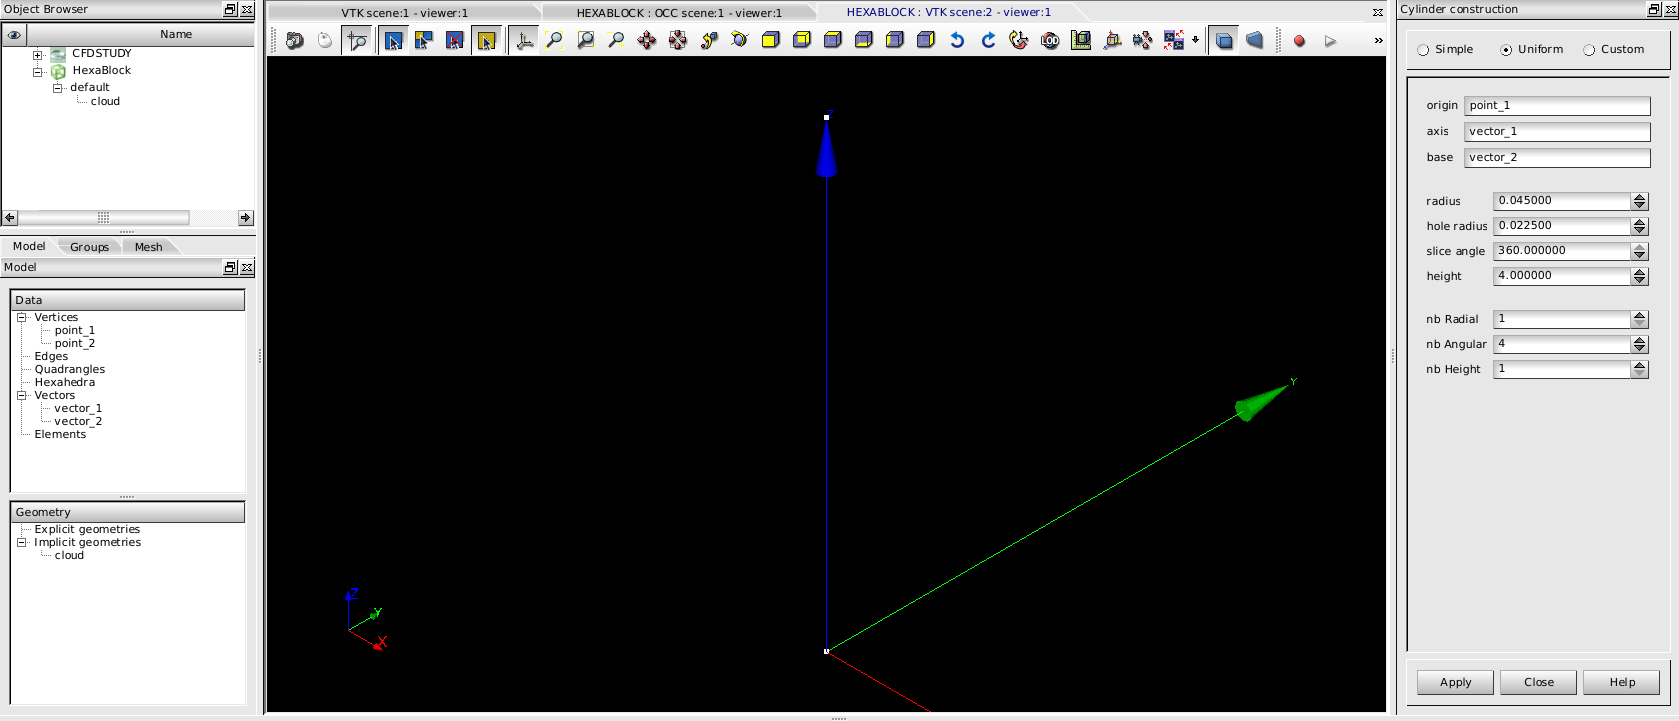 Object Browser
Name
CFDSTUDY
HexaBlock
default
cloud
Model
Groups
Mesh
Model
Data
Vertices
point_1
point_2
Edges
Quadrangles
Hexahedra
Vectors
vector_1
vector_2
Elements
Geometry
Explicit geometries
Implicit geometries
cloud
VTK scene:1 - viewer:1
HEXABLOCK : OCC scene:1 - viewer:1
HEXABLOCK : VTK scene:2 - viewer:1
»
Z
Y
Z
Y
X
Cylinder construction
Simple
Uniform
Custom
origin point_1
axis vector_1
base vector_2
radius 0.045000
hole radius 0.022500
slice angle 360.000000
height 4.000000
nb Radial 1
nb Angular 4
nb Height 1
Apply
Close
Help